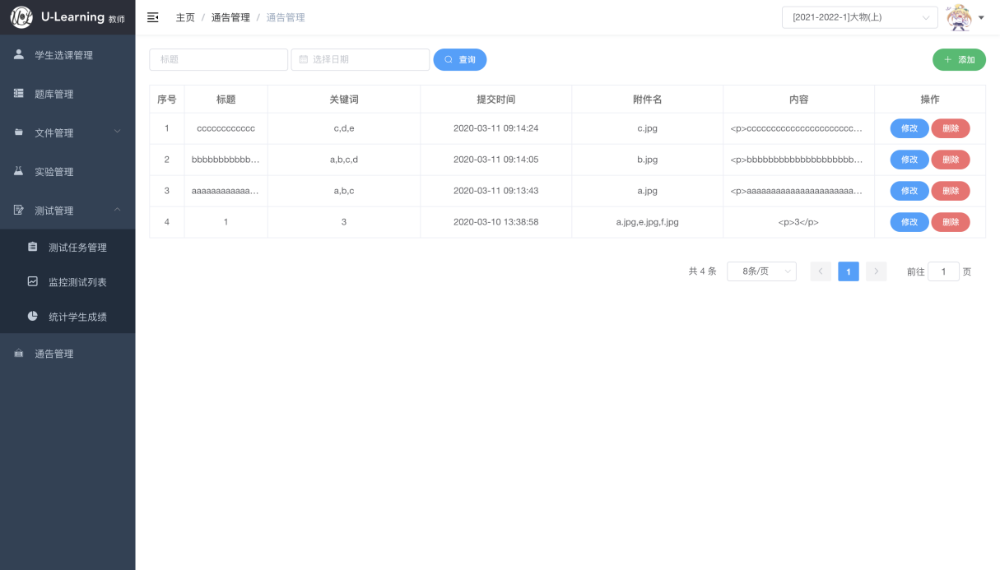 U-Learning 教师
主页 / 通告管理 / 通告管理
[2021-2022-1]大物(上)
学生选课管理
题库管理
文件管理
实验管理
测试管理
测试任务管理
监控测试列表
统计学生成绩
通告管理
标题 选择日期 查询 添加
序号 标题 关键词 提交时间 附件名 内容 操作
1 cccccccccccc c,d,e 2020-03-11 09:14:24 c.jpg <p>cccccccccccccccccccccc... 修改 删除
2 bbbbbbbbbbb... a,b,c,d 2020-03-11 09:14:05 b.jpg <p>bbbbbbbbbbbbbbbbbbbb... 修改 删除
3 aaaaaaaaaaaa... a,b,c 2020-03-11 09:13:43 a.jpg <p>aaaaaaaaaaaaaaaaaaaaa... 修改 删除
4 1 3 2020-03-10 13:38:58 a.jpg,e.jpg,f.jpg <p>3</p> 修改 删除
共 4 条 8条/页 1 前往 1 页